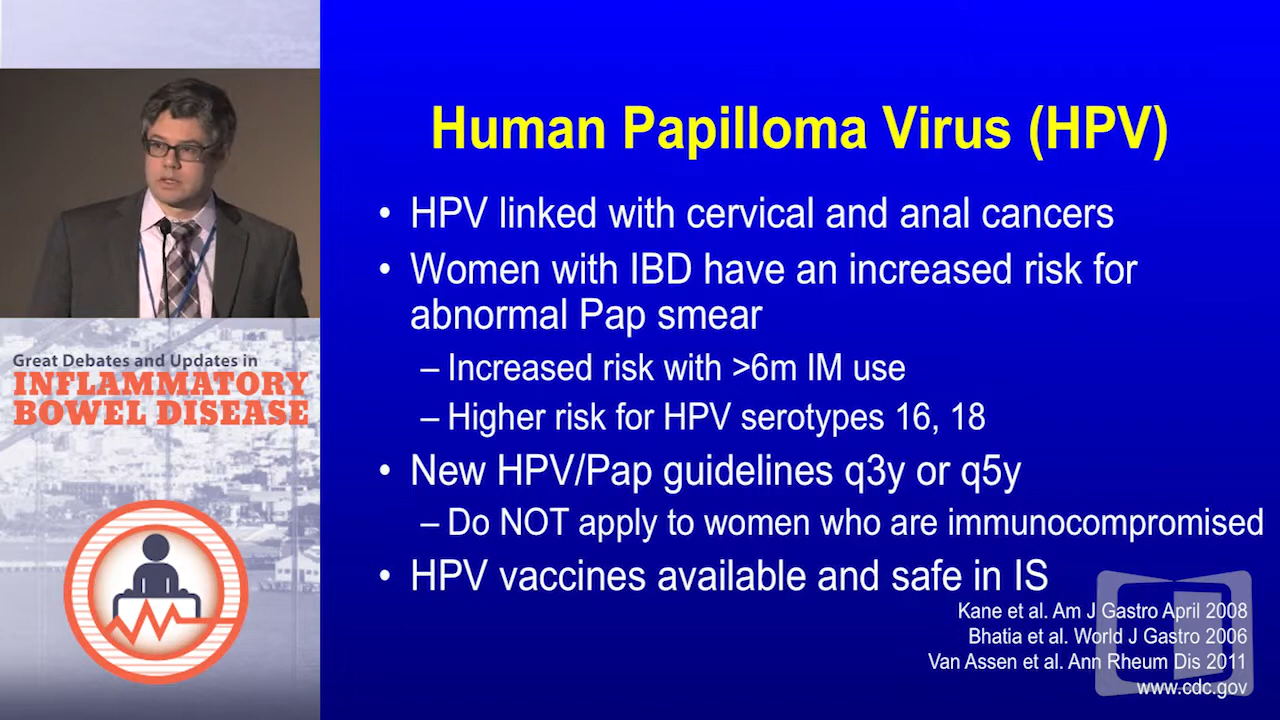 Great Debates and Updates in
INFLAMMATORY
BOWEL DISEASE
Human Papilloma Virus (HPV)
• HPV linked with cervical and anal cancers
• Women with IBD have an increased risk for
abnormal Pap smear
– Increased risk with >6m IM use
– Higher risk for HPV serotypes 16, 18
• New HPV/Pap guidelines q3y or q5y
– Do NOT apply to women who are immunocompromised
• HPV vaccines available and safe in IS
Kane et al. Am J Gastro April 2008
Bhatia et al. World J Gastro 2006
Van Assen et al. Ann Rheum Dis 2011
www.cdc.gov